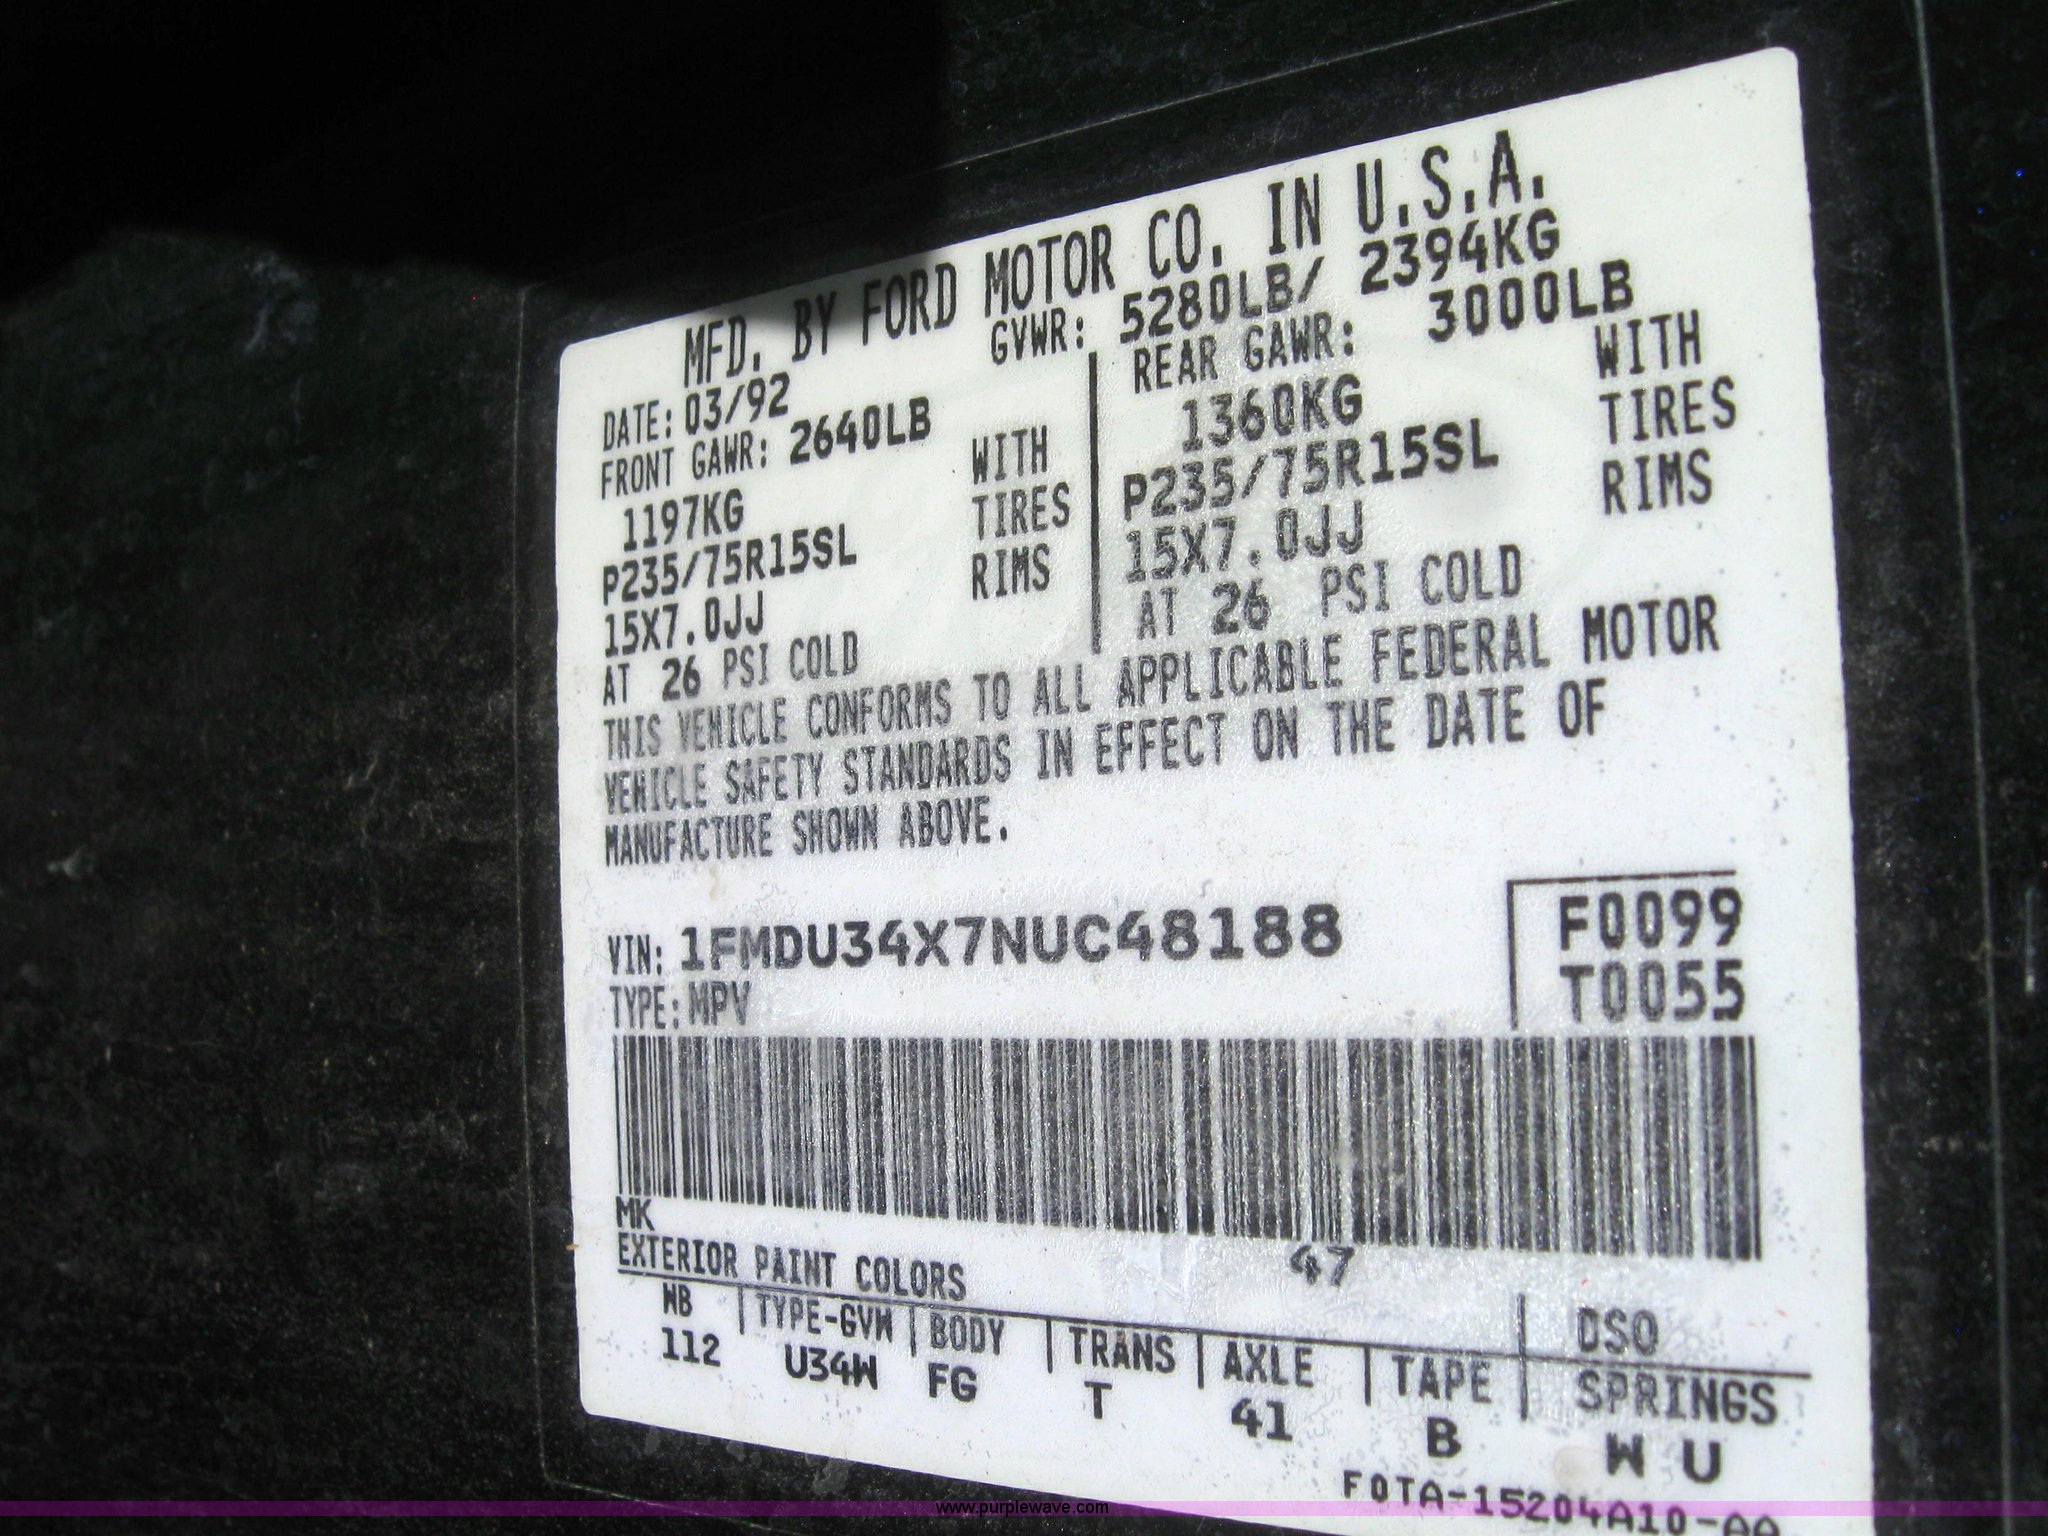 MFD. BY FORD MOTOR CO. IN U.S.A.
DATE: 03/92 GVWR: 5280LB/ 2394KG
FRONT GAWR: 2640LB
1197KG WITH
P235/75R15SL TIRES
15X7.0JJ RIMS
AT 26 PSI COLD
REAR GAWR: 3000LB
1360KG WITH
P235/75R15SL TIRES
15X7.0JJ RIMS
AT 26 PSI COLD
THIS VEHICLE CONFORMS TO ALL APPLICABLE FEDERAL MOTOR
VEHICLE SAFETY STANDARDS IN EFFECT ON THE DATE OF
MANUFACTURE SHOWN ABOVE.
VIN: 1FMDU34X7NUC48188
TYPE: MPV
F0099
T0055
MK
EXTERIOR PAINT COLORS 47 DSO
WB TYPE-GVW BODY TRANS AXLE TAPE SPRINGS
112 U34W FG T 41 B W U
F0TA-15204A10-AA
www.purplewave.com